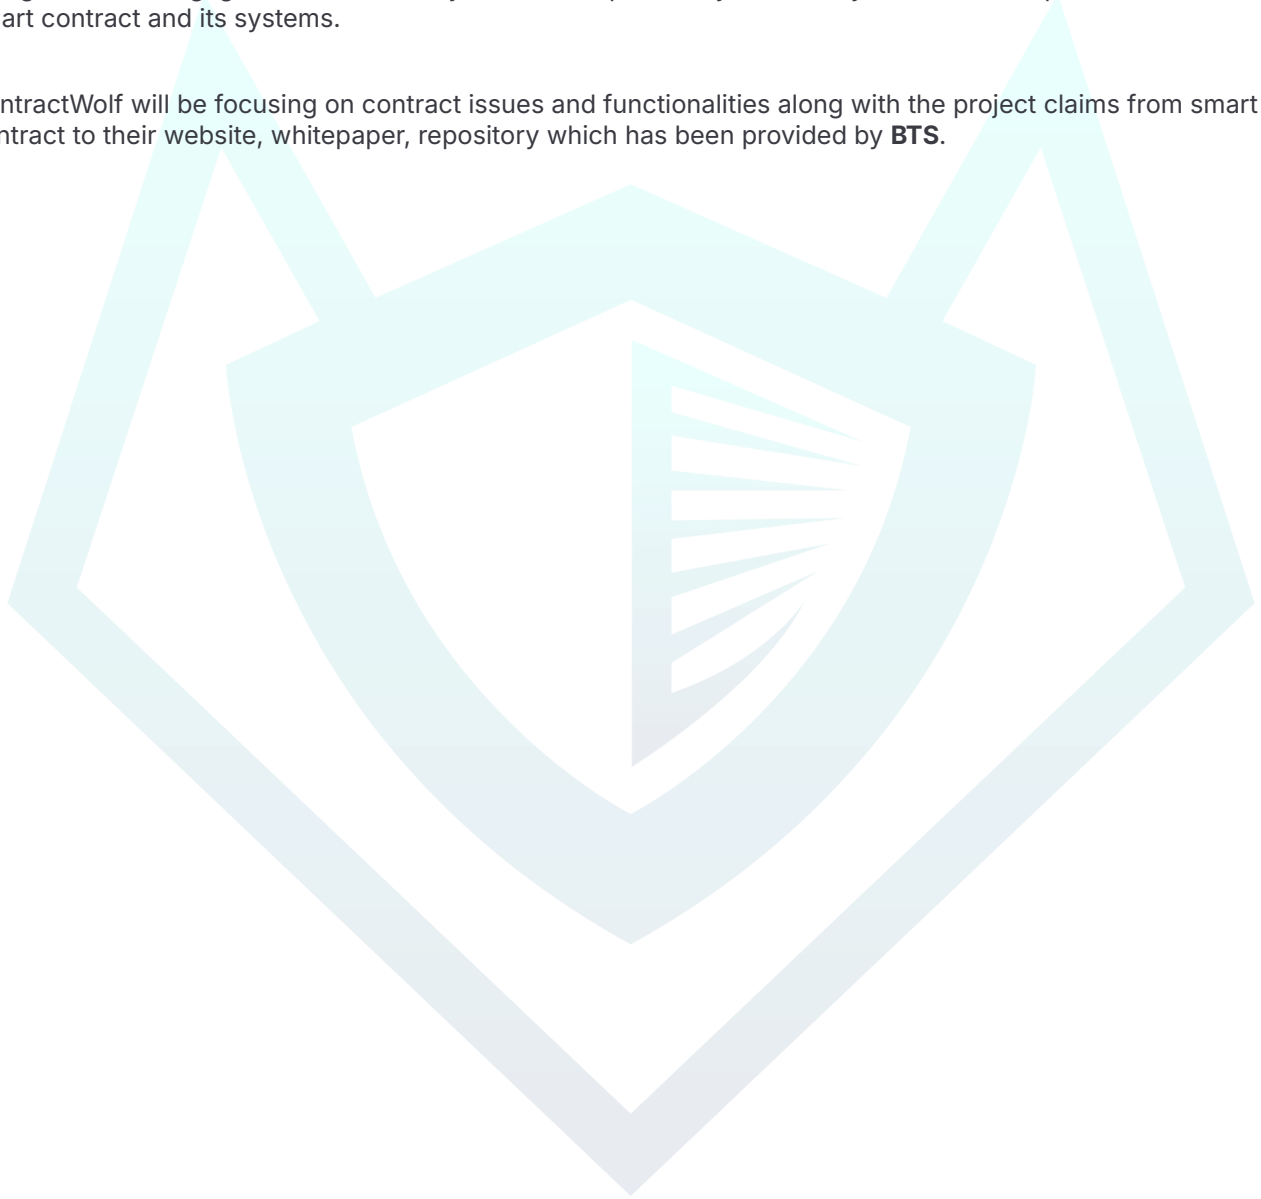 art contract and its systems.
ntractWolf will be focusing on contract issues and functionalities along with the project claims from smart
ntract to their website, whitepaper, repository which has been provided by BTS.